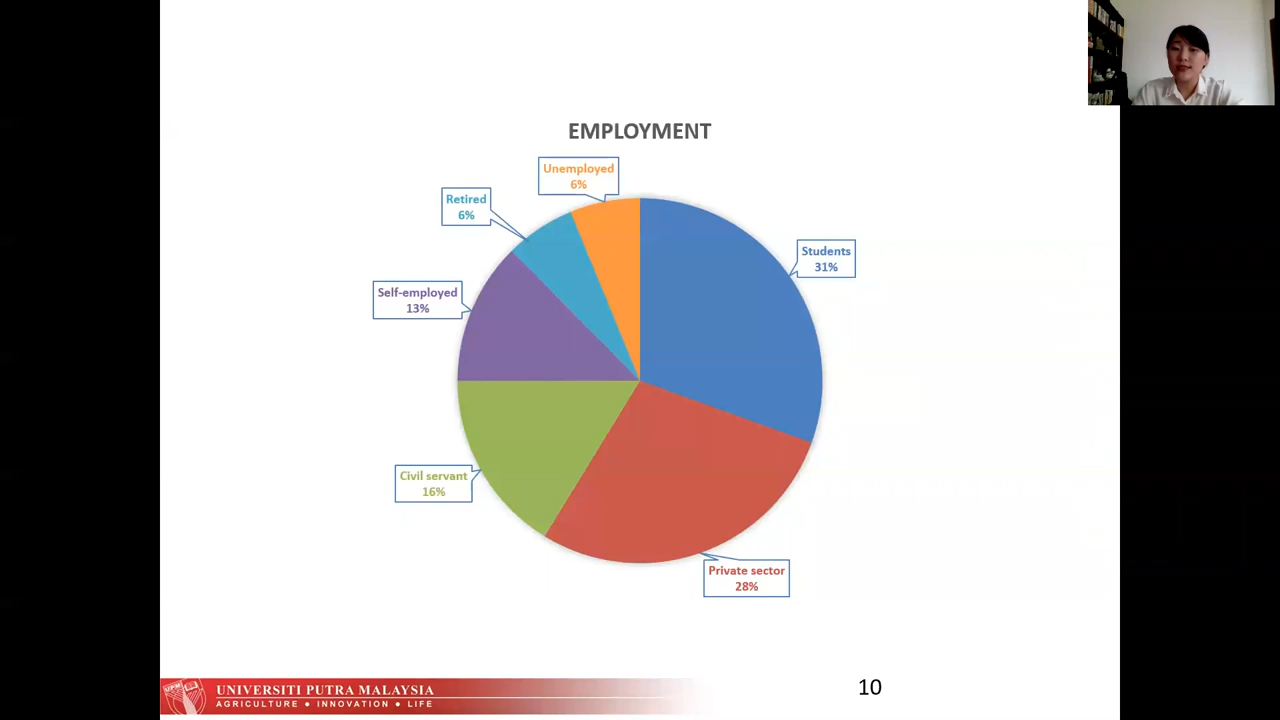 EMPLOYMENT
Unemployed
6%
Retired
6%
Students
31%
Self-employed
13%
Civil servant
16%
Private sector
28%
UPM
UNIVERSITI PUTRA MALAYSIA
AGRICULTURE ● INNOVATION ● LIFE
10